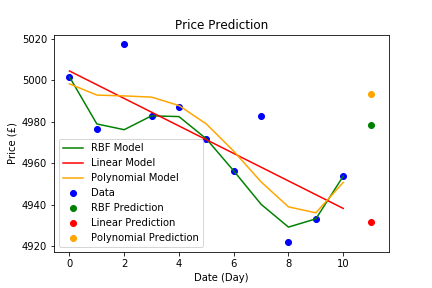 Price Prediction
5020
5000
4980
4960
4940
4920
Price (£)
RBF Model
Linear Model
Polynomial Model
Data
RBF Prediction
Linear Prediction
Polynomial Prediction
0 2 4 6 8 10
Date (Day)